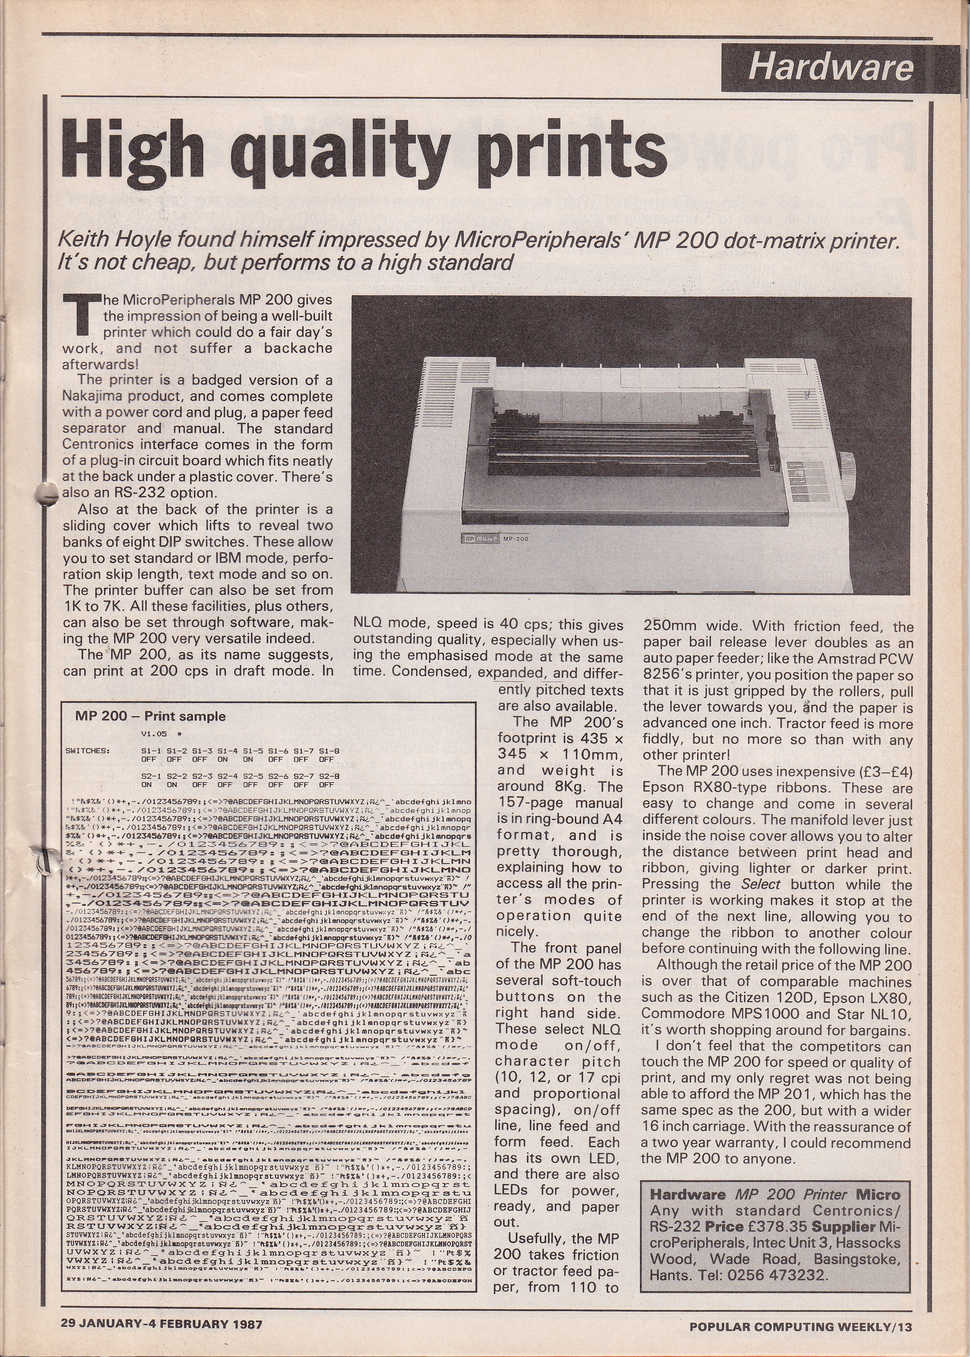 Hardware
High quality prints
Keith Hoyle found himself impressed by MicroPeripherals' MP 200 dot-matrix printer.
It's not cheap, but performs to a high standard
The MicroPeripherals MP 200 gives
the impression of being a well-built
printer which could do a fair day's
work, and not suffer a backache
afterwards!
The printer is a badged version of a
Nakajima product, and comes complete
with a power cord and plug, a paper feed
separator and manual. The standard
Centronics interface comes in the form
of a plug-in circuit board which fits neatly
at the back under a plastic cover. There's
also an RS-232 option.
Also at the back of the printer is a
sliding cover which lifts to reveal two
banks of eight DIP switches. These allow
you to set standard or IBM mode, perfo-
ration skip length, text mode and so on.
The printer buffer can also be set from
1K to 7K. All these facilities, plus others,
can also be set through software, mak-
ing the MP 200 very versatile indeed.
The MP 200, as its name suggests,
can print at 200 cps in draft mode. In
MP-200
NLQ mode, speed is 40 cps; this gives
outstanding quality, especially when us-
ing the emphasised mode at the same
time. Condensed, expanded, and differ-
ently pitched texts
are also available.
The MP 200's
footprint is 435 ×
345 × 110mm,
and weight is
around 8Kg. The
157-page manual
is in ring-bound A4
format, and is
pretty thorough,
explaining how to
access all the prin-
ter's modes of
operation quite
nicely.
The front panel
of the MP 200 has
several soft-touch
buttons on the
right hand side.
These select NLQ
mode on/off,
character pitch
(10, 12, or 17 cpi
and proportional
spacing), on/off
line, line feed and
form feed. Each
has its own LED,
and there are also
LEDs for power,
ready, and paper
out.
Usefully, the MP
200 takes friction
or tractor feed pa-
per, from 110 to
250mm wide. With friction feed, the
paper bail release lever doubles as an
auto paper feeder; like the Amstrad PCW
8256's printer, you position the paper so
that it is just gripped by the rollers, pull
the lever towards you, and the paper is
advanced one inch. Tractor feed is more
fiddly, but no more so than with any
other printer!
The MP 200 uses inexpensive (£3–£4)
Epson RX80-type ribbons. These are
easy to change and come in several
different colours. The manifold lever just
inside the noise cover allows you to alter
the distance between print head and
ribbon, giving lighter or darker print.
Pressing the Select button while the
printer is working makes it stop at the
end of the next line, allowing you to
change the ribbon to another colour
before continuing with the following line.
Although the retail price of the MP 200
is over that of comparable machines
such as the Citizen 120D, Epson LX80,
Commodore MPS1000 and Star NL10,
it's worth shopping around for bargains.
I don't feel that the competitors can
touch the MP 200 for speed or quality of
print, and my only regret was not being
able to afford the MP 201, which has the
same spec as the 200, but with a wider
16 inch carriage. With the reassurance of
a two year warranty, I could recommend
the MP 200 to anyone.
MP 200 – Print sample
V1.05 *
SWITCHES: S1-1 S1-2 S1-3 S1-4 S1-5 S1-6 S1-7 S1-8
OFF OFF OFF ON ON OFF OFF OFF
S2-1 S2-2 S2-3 S2-4 S2-5 S2-6 S2-7 S2-8
ON ON OFF OFF OFF OFF OFF OFF
Hardware MP 200 Printer Micro
Any with standard Centronics/
RS-232 Price £378.35 Supplier Mi-
croPeripherals, Intec Unit 3, Hassocks
Wood, Wade Road, Basingstoke,
Hants. Tel: 0256 473232.
29 JANUARY-4 FEBRUARY 1987
POPULAR COMPUTING WEEKLY/13